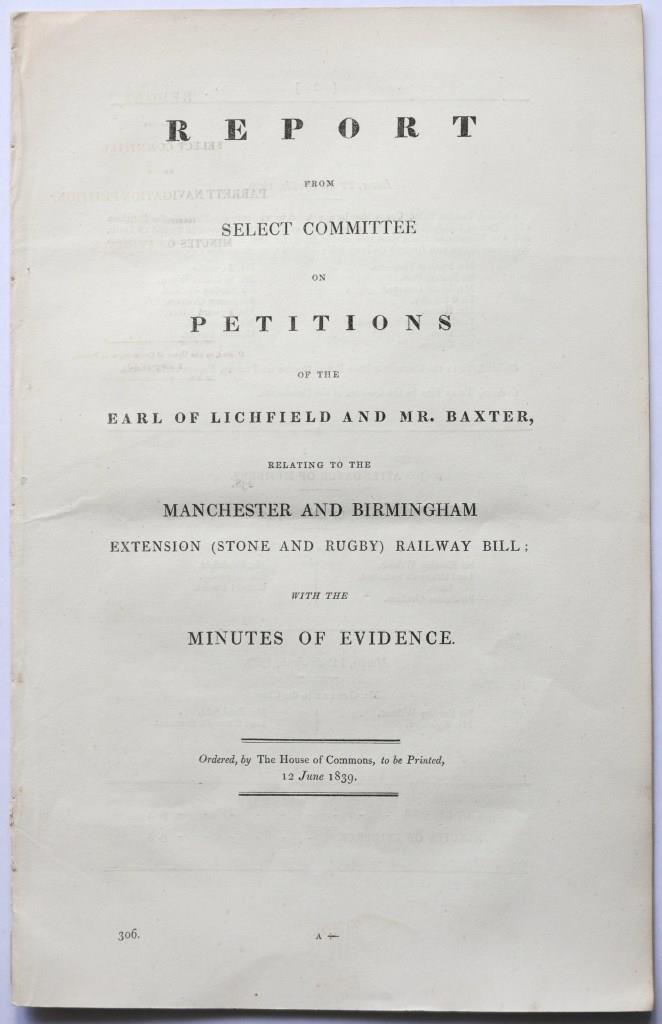 REPORT
FROM
SELECT COMMITTEE
ON
PETITIONS
OF THE
EARL OF LICHFIELD AND MR. BAXTER,
RELATING TO THE
MANCHESTER AND BIRMINGHAM
EXTENSION (STONE AND RUGBY) RAILWAY BILL;
WITH THE
MINUTES OF EVIDENCE.
Ordered, by The House of Commons, to be Printed,
12 June 1839.
306.
A